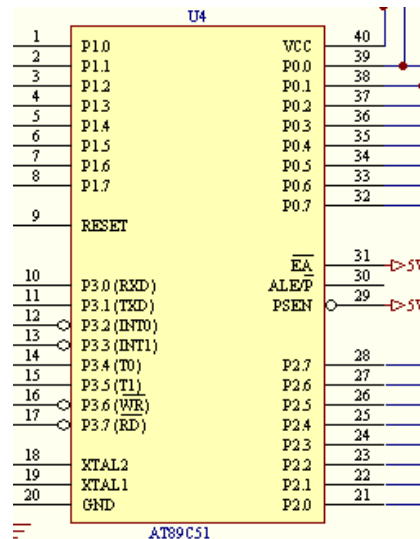 U4
1 P1.0 VCC 40
2 P1.1 P0.0 39
3 P1.2 P0.1 38
4 P1.3 P0.2 37
5 P1.4 P0.3 36
6 P1.5 P0.4 35
7 P1.6 P0.5 34
8 P1.7 P0.6 33
P0.7 32
9 RESET
EA 31 5V
10 P3.0 (RXD) ALE/P 30
11 P3.1 (TXD) PSEN 29 5V
12 P3.2 (INT0)
13 P3.3 (INT1)
14 P3.4 (T0) P2.7 28
15 P3.5 (T1) P2.6 27
16 P3.6 (WR) P2.5 26
17 P3.7 (RD) P2.4 25
P2.3 24
18 XTAL2 P2.2 23
19 XTAL1 P2.1 22
20 GND P2.0 21
AT89C51